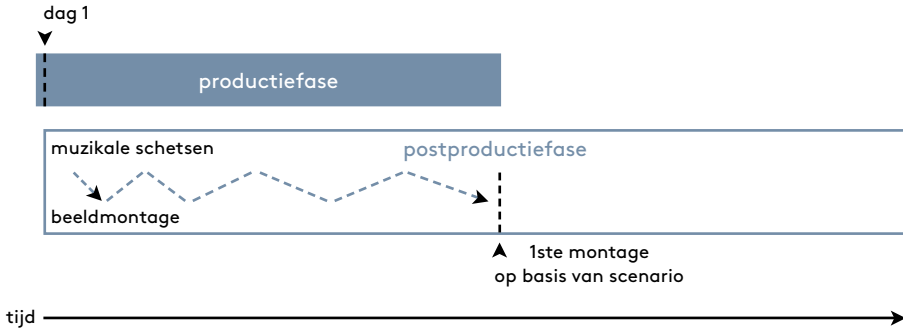 dag 1
productiefase
muzikale schetsen
postproductiefase
beeldmontage
1ste montage
op basis van scenario
tijd